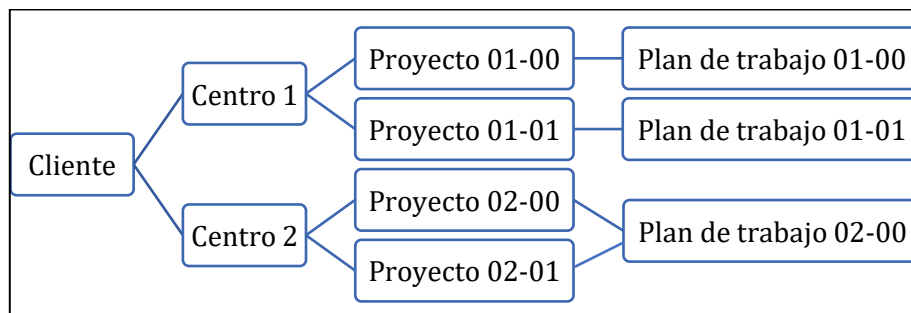 Cliente
Centro 1
Proyecto 01-00
Plan de trabajo 01-00
Proyecto 01-01
Plan de trabajo 01-01
Centro 2
Proyecto 02-00
Proyecto 02-01
Plan de trabajo 02-00